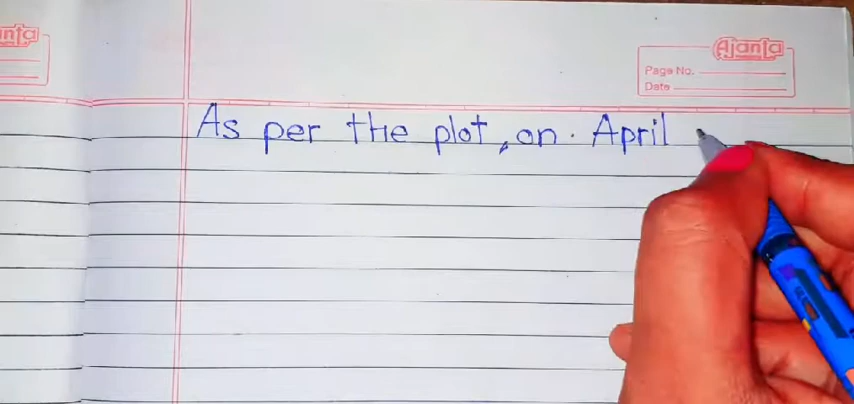 Ajanta
Page No.
Date
As per the plot, on. April